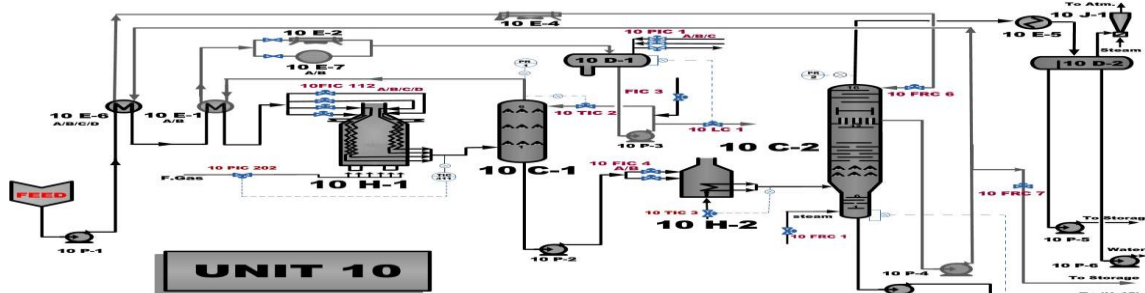 To Atm.
10 E-4
10 J-1
10 E-2
10 PIC 1
A/B/C
10 E-5
Steam
10 E-7
A/B
10 D-1
10 D-2
PR
2
10FIC 112
A/B/C/D
FIC 3
10 FRC 6
10 E-6
A/B/C/D
10 E-1
A/B
10 TIC 2
10 LC 1
10 P-3
10 C-2
10 PIC 202
10 FIC 4
A/B
F.Gas
10 H-1
10 C-1
FEED
10 FRC 7
steam
10 TIC 3
10 H-2
10 FRC 1
To Storag
10 P-1
10 P-2
10 P-5
10 P-4
Water
10 P-6
UNIT 10
To Storage